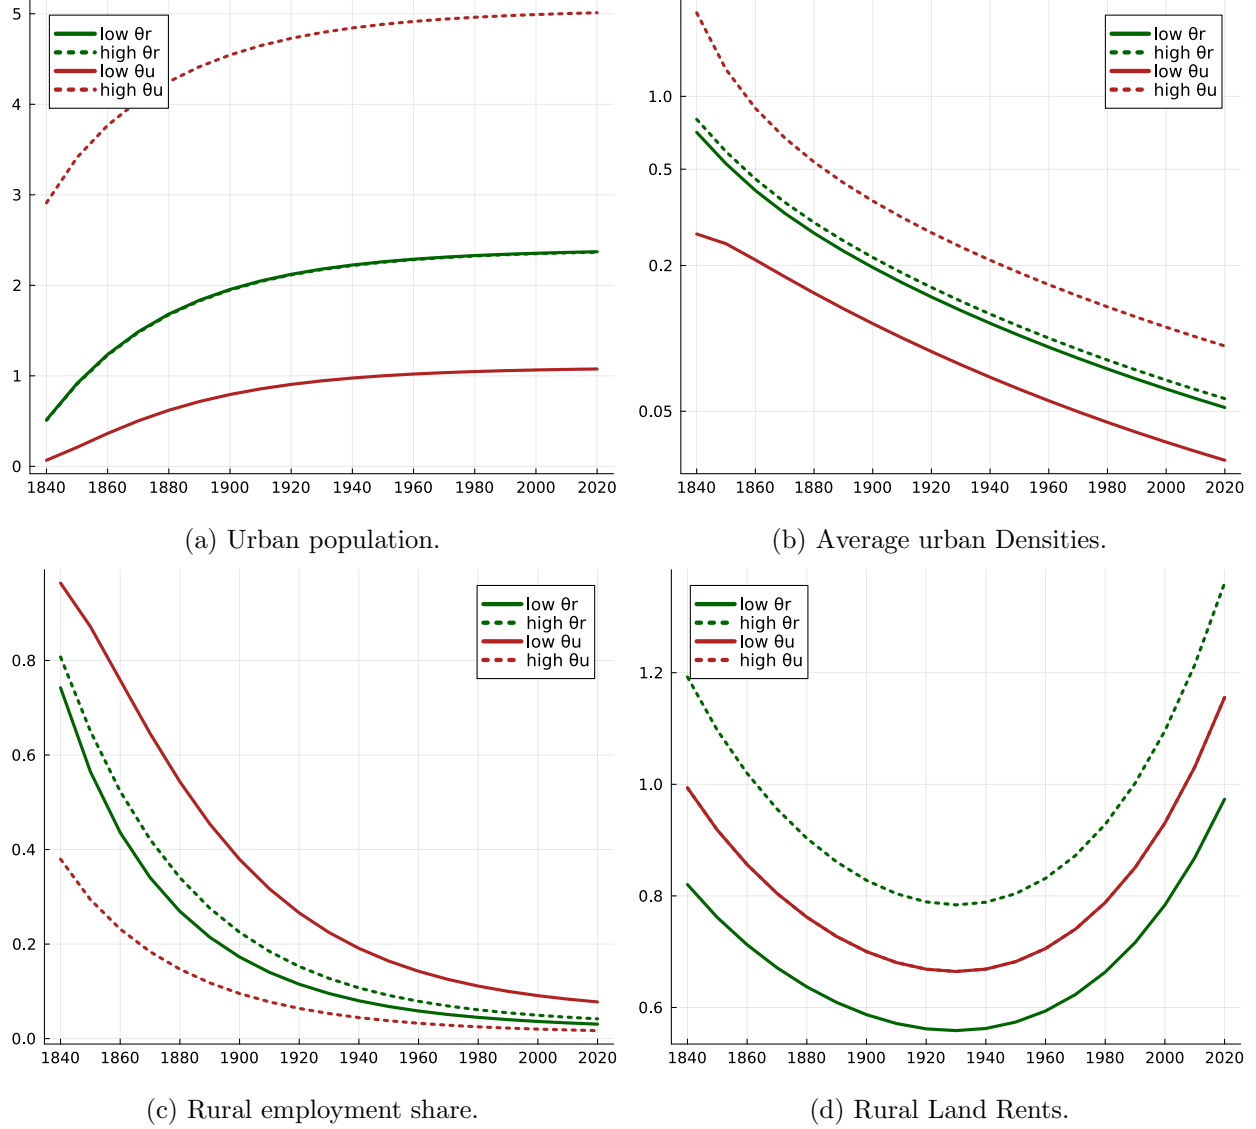 5
4
3
2
1
0
low θr
high θr
low θu
high θu
1840 1860 1880 1900 1920 1940 1960 1980 2000 2020
(a) Urban population.
1.0
0.5
0.2
0.05
low θr
high θr
low θu
high θu
1840 1860 1880 1900 1920 1940 1960 1980 2000 2020
(b) Average urban Densities.
0.8
0.6
0.4
0.2
0.0
low θr
high θr
low θu
high θu
1840 1860 1880 1900 1920 1940 1960 1980 2000 2020
(c) Rural employment share.
1.2
1.0
0.8
0.6
low θr
high θr
low θu
high θu
1840 1860 1880 1900 1920 1940 1960 1980 2000 2020
(d) Rural Land Rents.